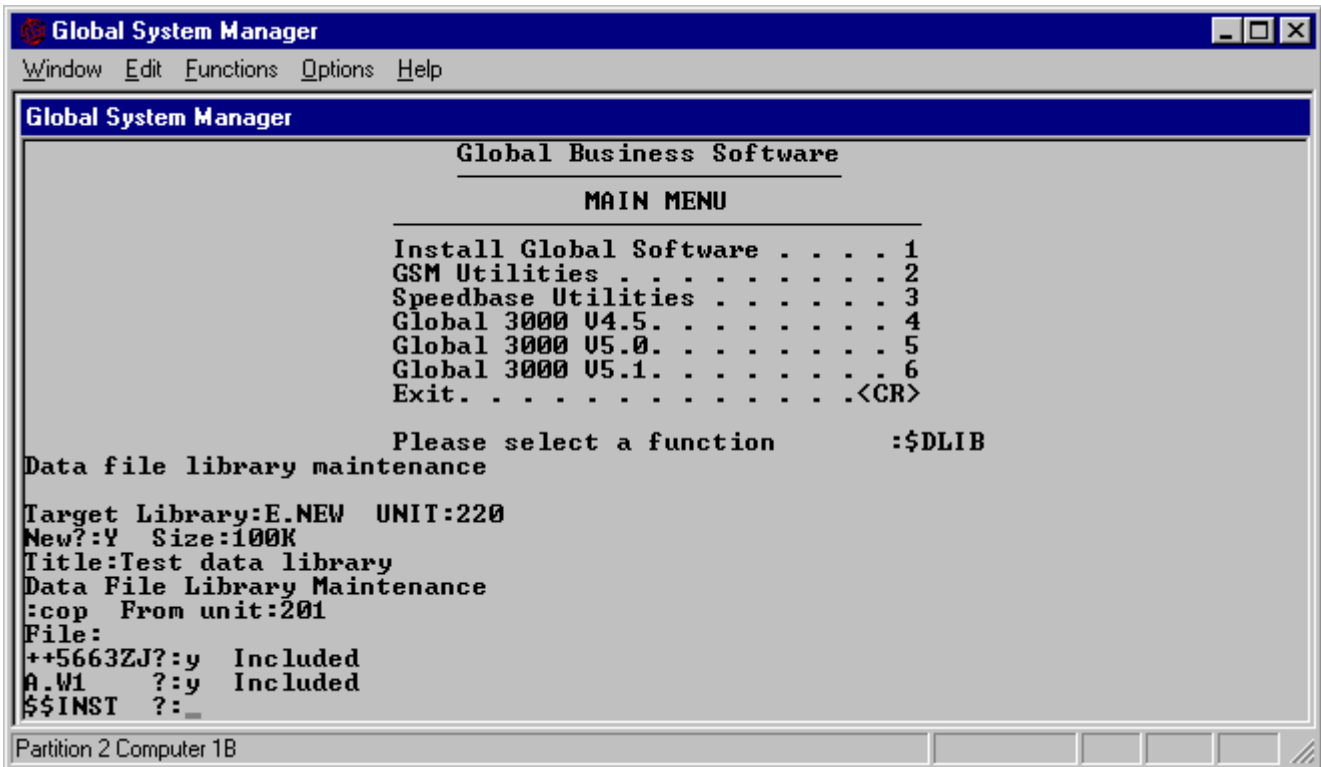 Global System Manager
Window Edit Functions Options Help
Global System Manager
Global Business Software
MAIN MENU
Install Global Software . . . . 1
GSM Utilities . . . . . . . . . 2
Speedbase Utilities . . . . . . 3
Global 3000 V4.5. . . . . . . . 4
Global 3000 V5.0. . . . . . . . 5
Global 3000 V5.1. . . . . . . . 6
Exit. . . . . . . . . . . . .<CR>
Please select a function :$DLIB
Data file library maintenance
Target Library:E.NEW UNIT:220
New?:Y Size:100K
Title:Test data library
Data File Library Maintenance
:cop From unit:201
File:
++5663ZJ?:y Included
A.W1 ?:y Included
$$INST ?:_
Partition 2 Computer 1B